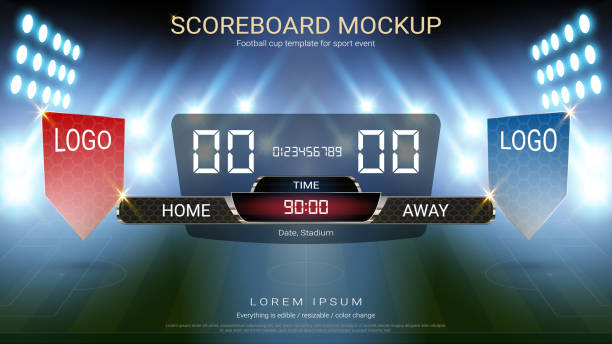 SCOREBOARD MOCKUP
Football cup template for sport event
LOGO
LOGO
00
0123456789
00
TIME
HOME
90:00
AWAY
Date, Stadium
LOREM IPSUM
Everything is edible / resizable / color change